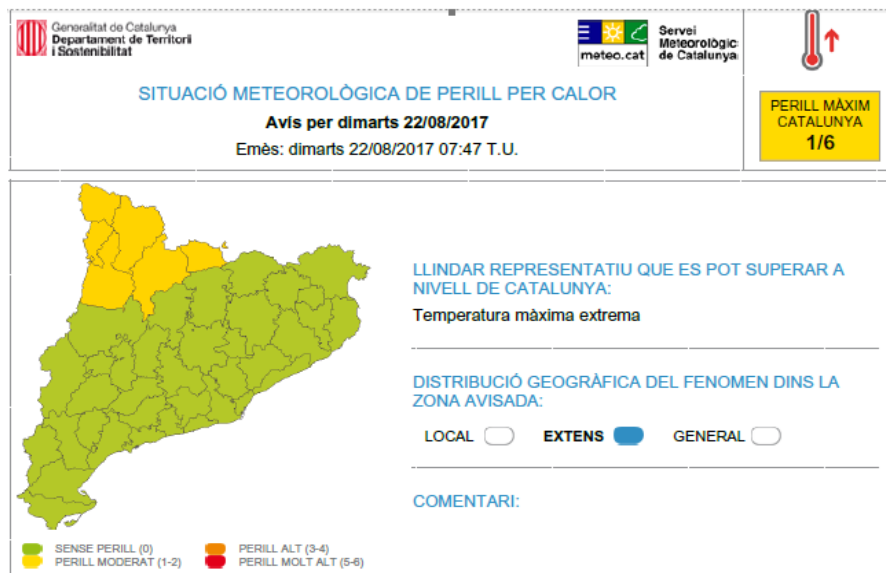 Generalitat de Catalunya
Departament de Territori
i Sostenibilitat
meteo.cat
Servei
Meteorològic
de Catalunya
SITUACIÓ METEOROLÒGICA DE PERILL PER CALOR
Avis per dimarts 22/08/2017
Emès: dimarts 22/08/2017 07:47 T.U.
PERILL MÀXIM
CATALUNYA
1/6
LLINDAR REPRESENTATIU QUE ES POT SUPERAR A
NIVELL DE CATALUNYA:
Temperatura màxima extrema
DISTRIBUCIÓ GEOGRÀFICA DEL FENOMEN DINS LA
ZONA AVISADA:
LOCAL EXTENS GENERAL
COMENTARI:
SENSE PERILL (0) PERILL ALT (3-4)
PERILL MODERAT (1-2) PERILL MOLT ALT (5-6)